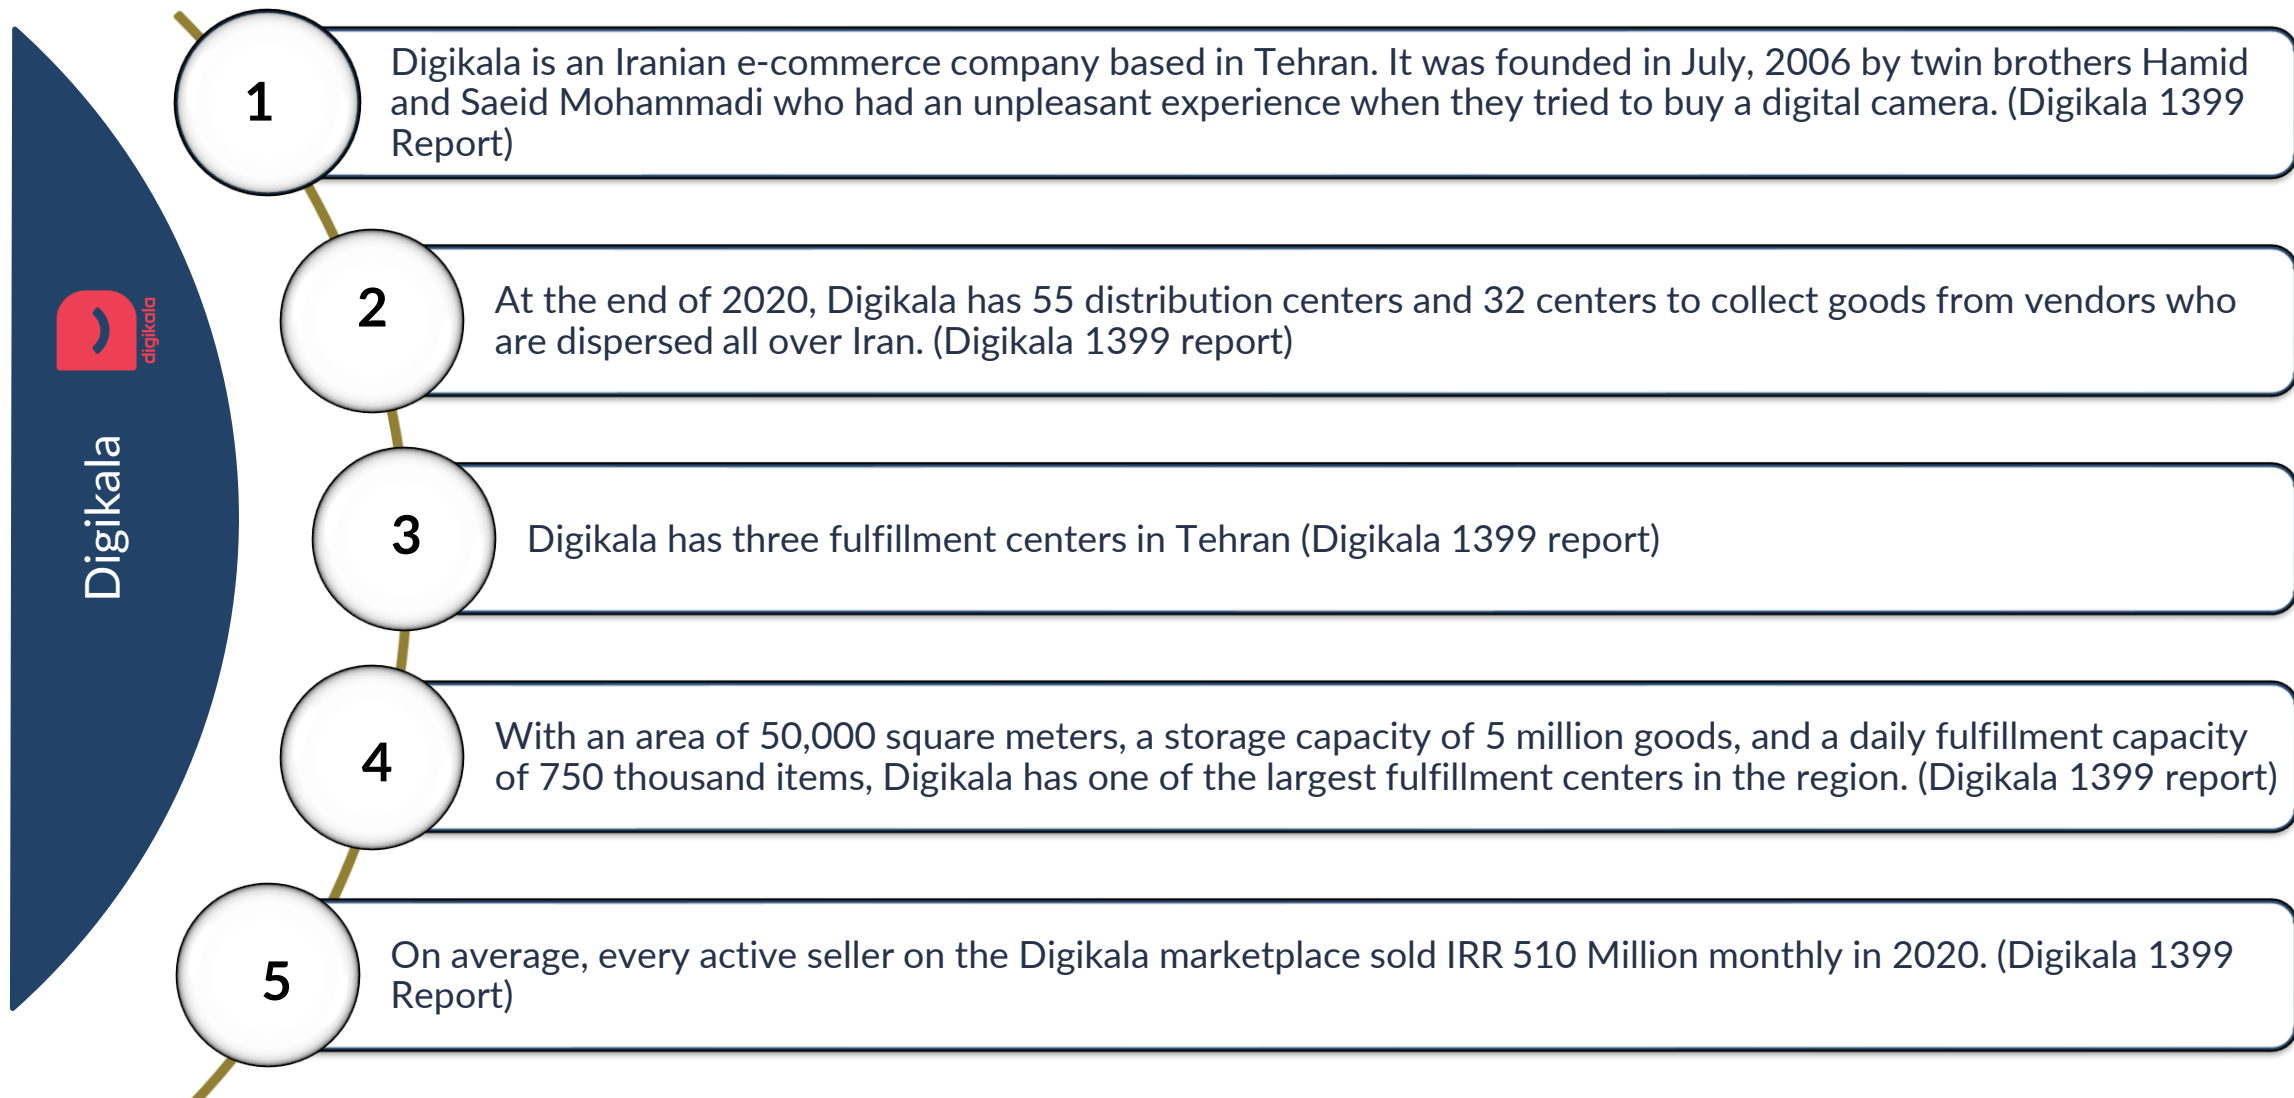 1
Digikala is an Iranian e-commerce company based in Tehran. It was founded in July, 2006 by twin brothers Hamid
and Saeid Mohammadi who had an unpleasant experience when they tried to buy a digital camera. (Digikala 1399
Report)
2
At the end of 2020, Digikala has 55 distribution centers and 32 centers to collect goods from vendors who
are dispersed all over Iran. (Digikala 1399 report)
digikala
Digikala
3
Digikala has three fulfillment centers in Tehran (Digikala 1399 report)
4
With an area of 50,000 square meters, a storage capacity of 5 million goods, and a daily fulfillment capacity
of 750 thousand items, Digikala has one of the largest fulfillment centers in the region. (Digikala 1399 report)
5
On average, every active seller on the Digikala marketplace sold IRR 510 Million monthly in 2020. (Digikala 1399
Report)